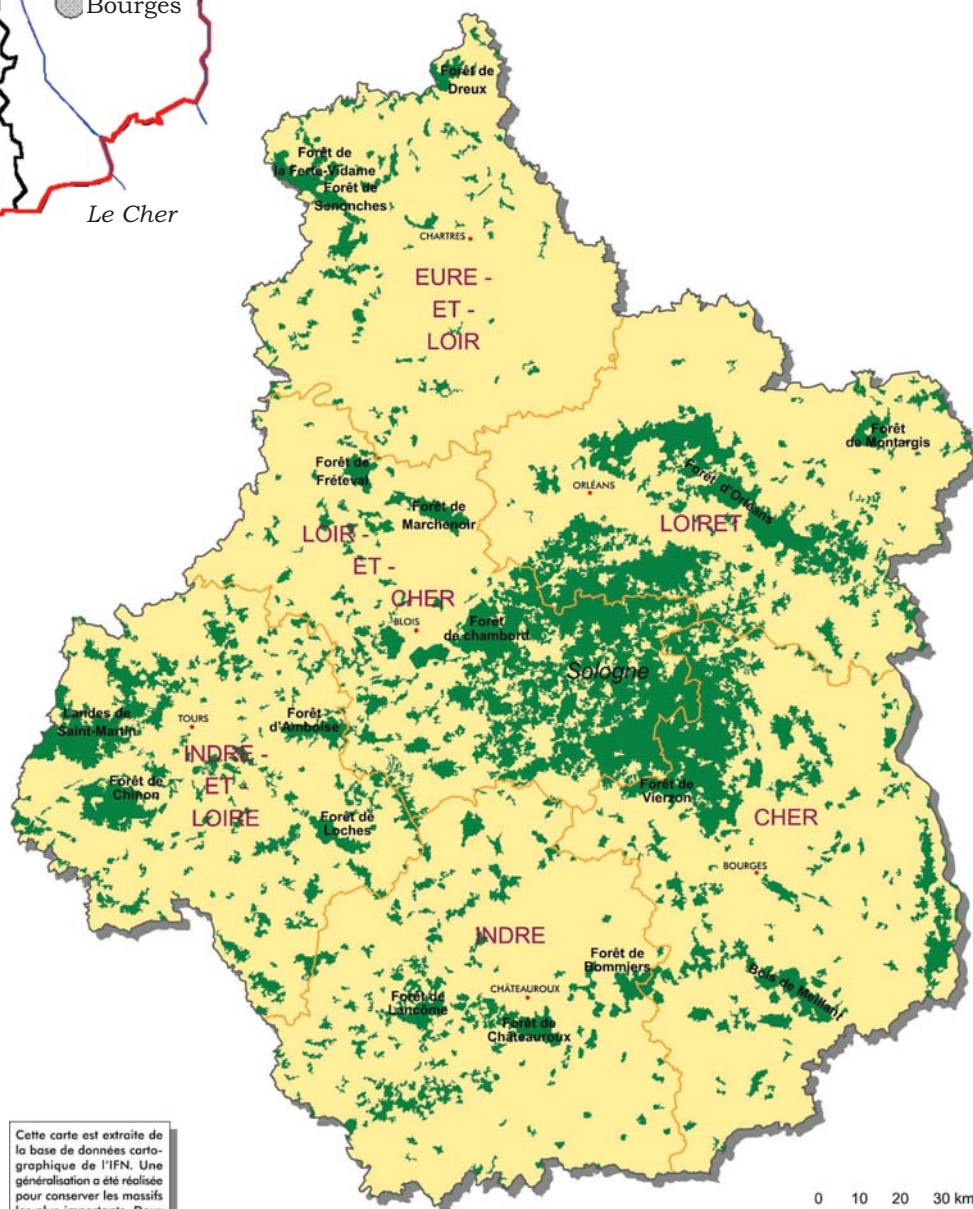 Bourges
Le Cher
Forêt de
Dreux
Forêt de
la Ferté-Vidame
Forêt de
Senonches
CHARTRES
EURE -
ET -
LOIR
Forêt
de Montargis
Forêt de
Fréteval
ORLÉANS
Forêt d'Orléans
Forêt de
Marchenoir
LOIRET
LOIR -
ET -
CHER
BLOIS
Forêt
de chambord
Sologne
Landes de
Saint-Martin
TOURS
Forêt
d'Amboise
INDRE -
ET
LOIRE
Forêt de
Chinon
Forêt de
Vierzon
Forêt de
Loches
CHER
BOURGES
INDRE
Forêt de
Bommiers
Bois de Meillant
CHÂTEAUROUX
Forêt de
Lancôme
Forêt de
Châteauroux
Cette carte est extraite de
la base de données carto-
graphique de l'IFN. Une
généralisation a été réalisée
pour conserver les massifs
0 10 20 30 km